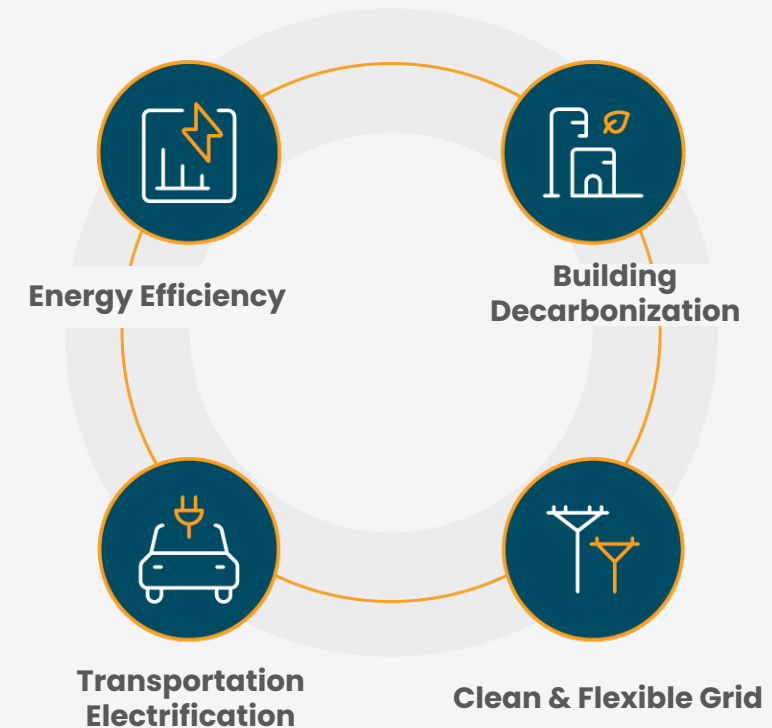 Energy Efficiency
Building
Decarbonization
Transportation
Electrification
Clean & Flexible Grid